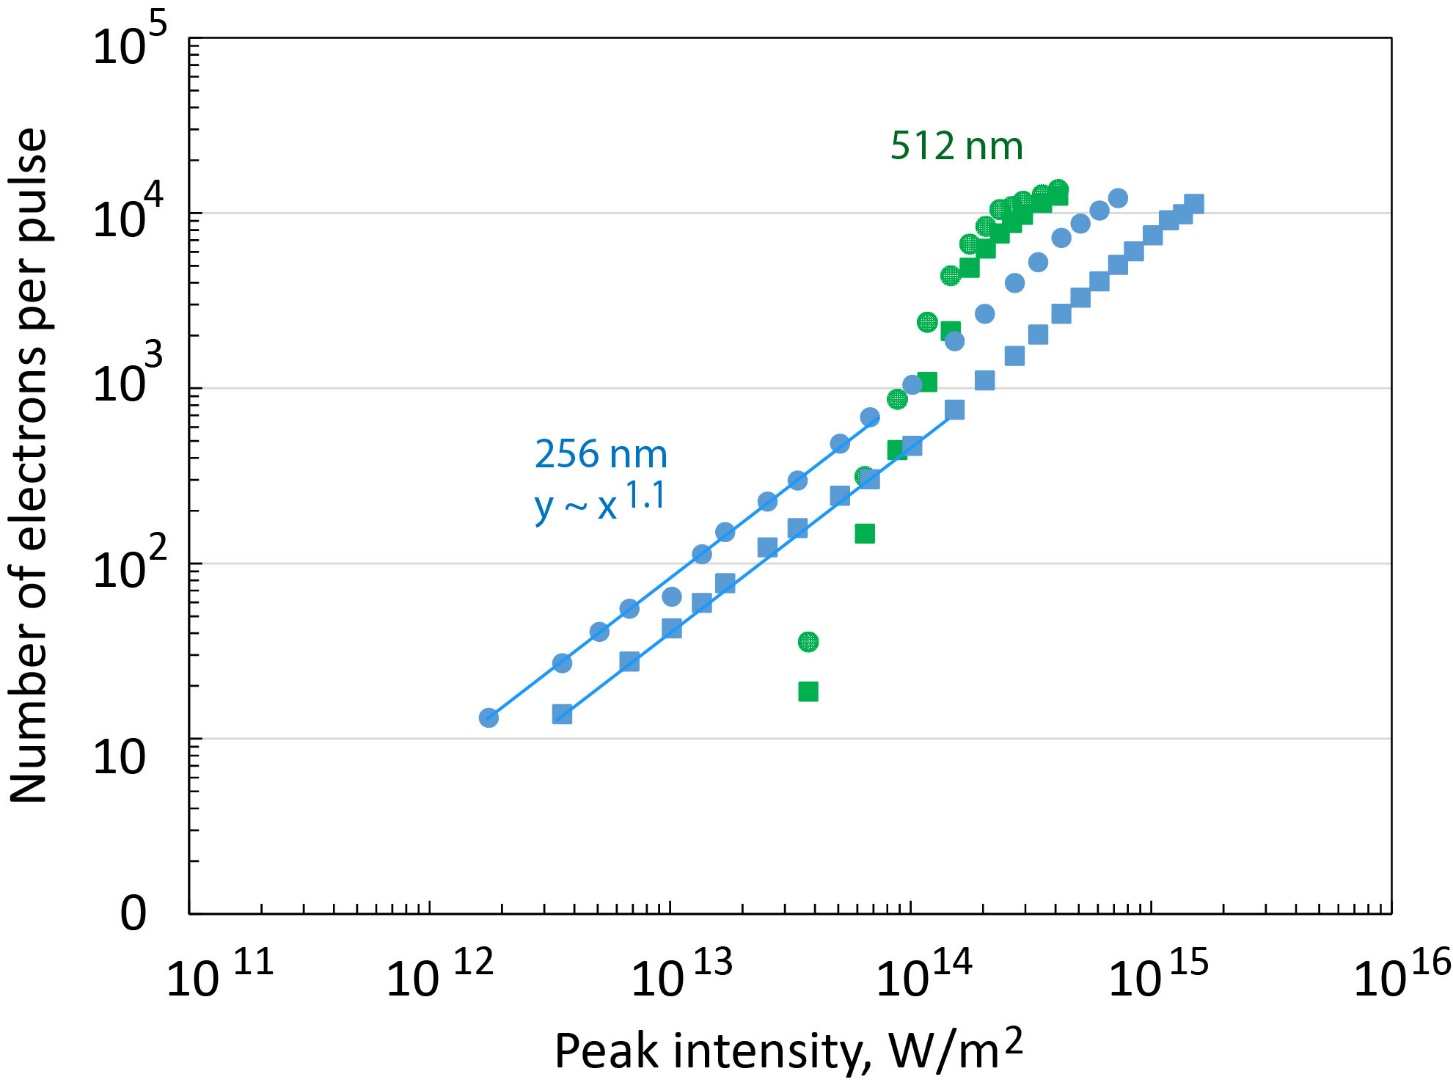 Number of electrons per pulse
10^5
10^4
10^3
10^2
10
0
512 nm
256 nm
y ~ x^1.1
10^11
10^12
10^13
10^14
10^15
10^16
Peak intensity, W/m^2